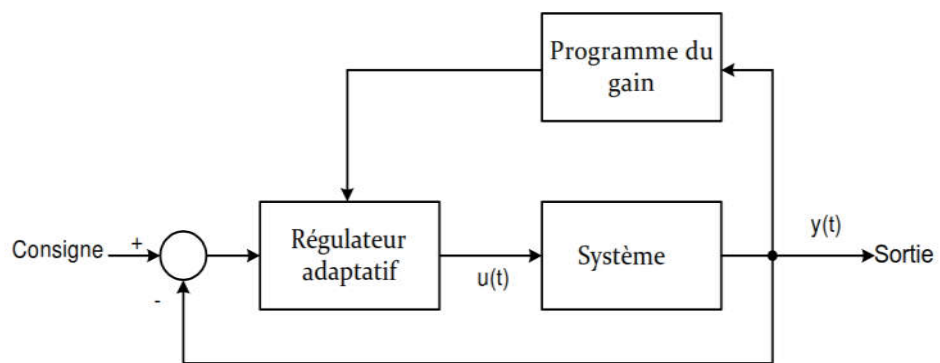 Programme du
gain
Consigne
+
-
Régulateur
adaptatif
u(t)
Système
y(t)
Sortie